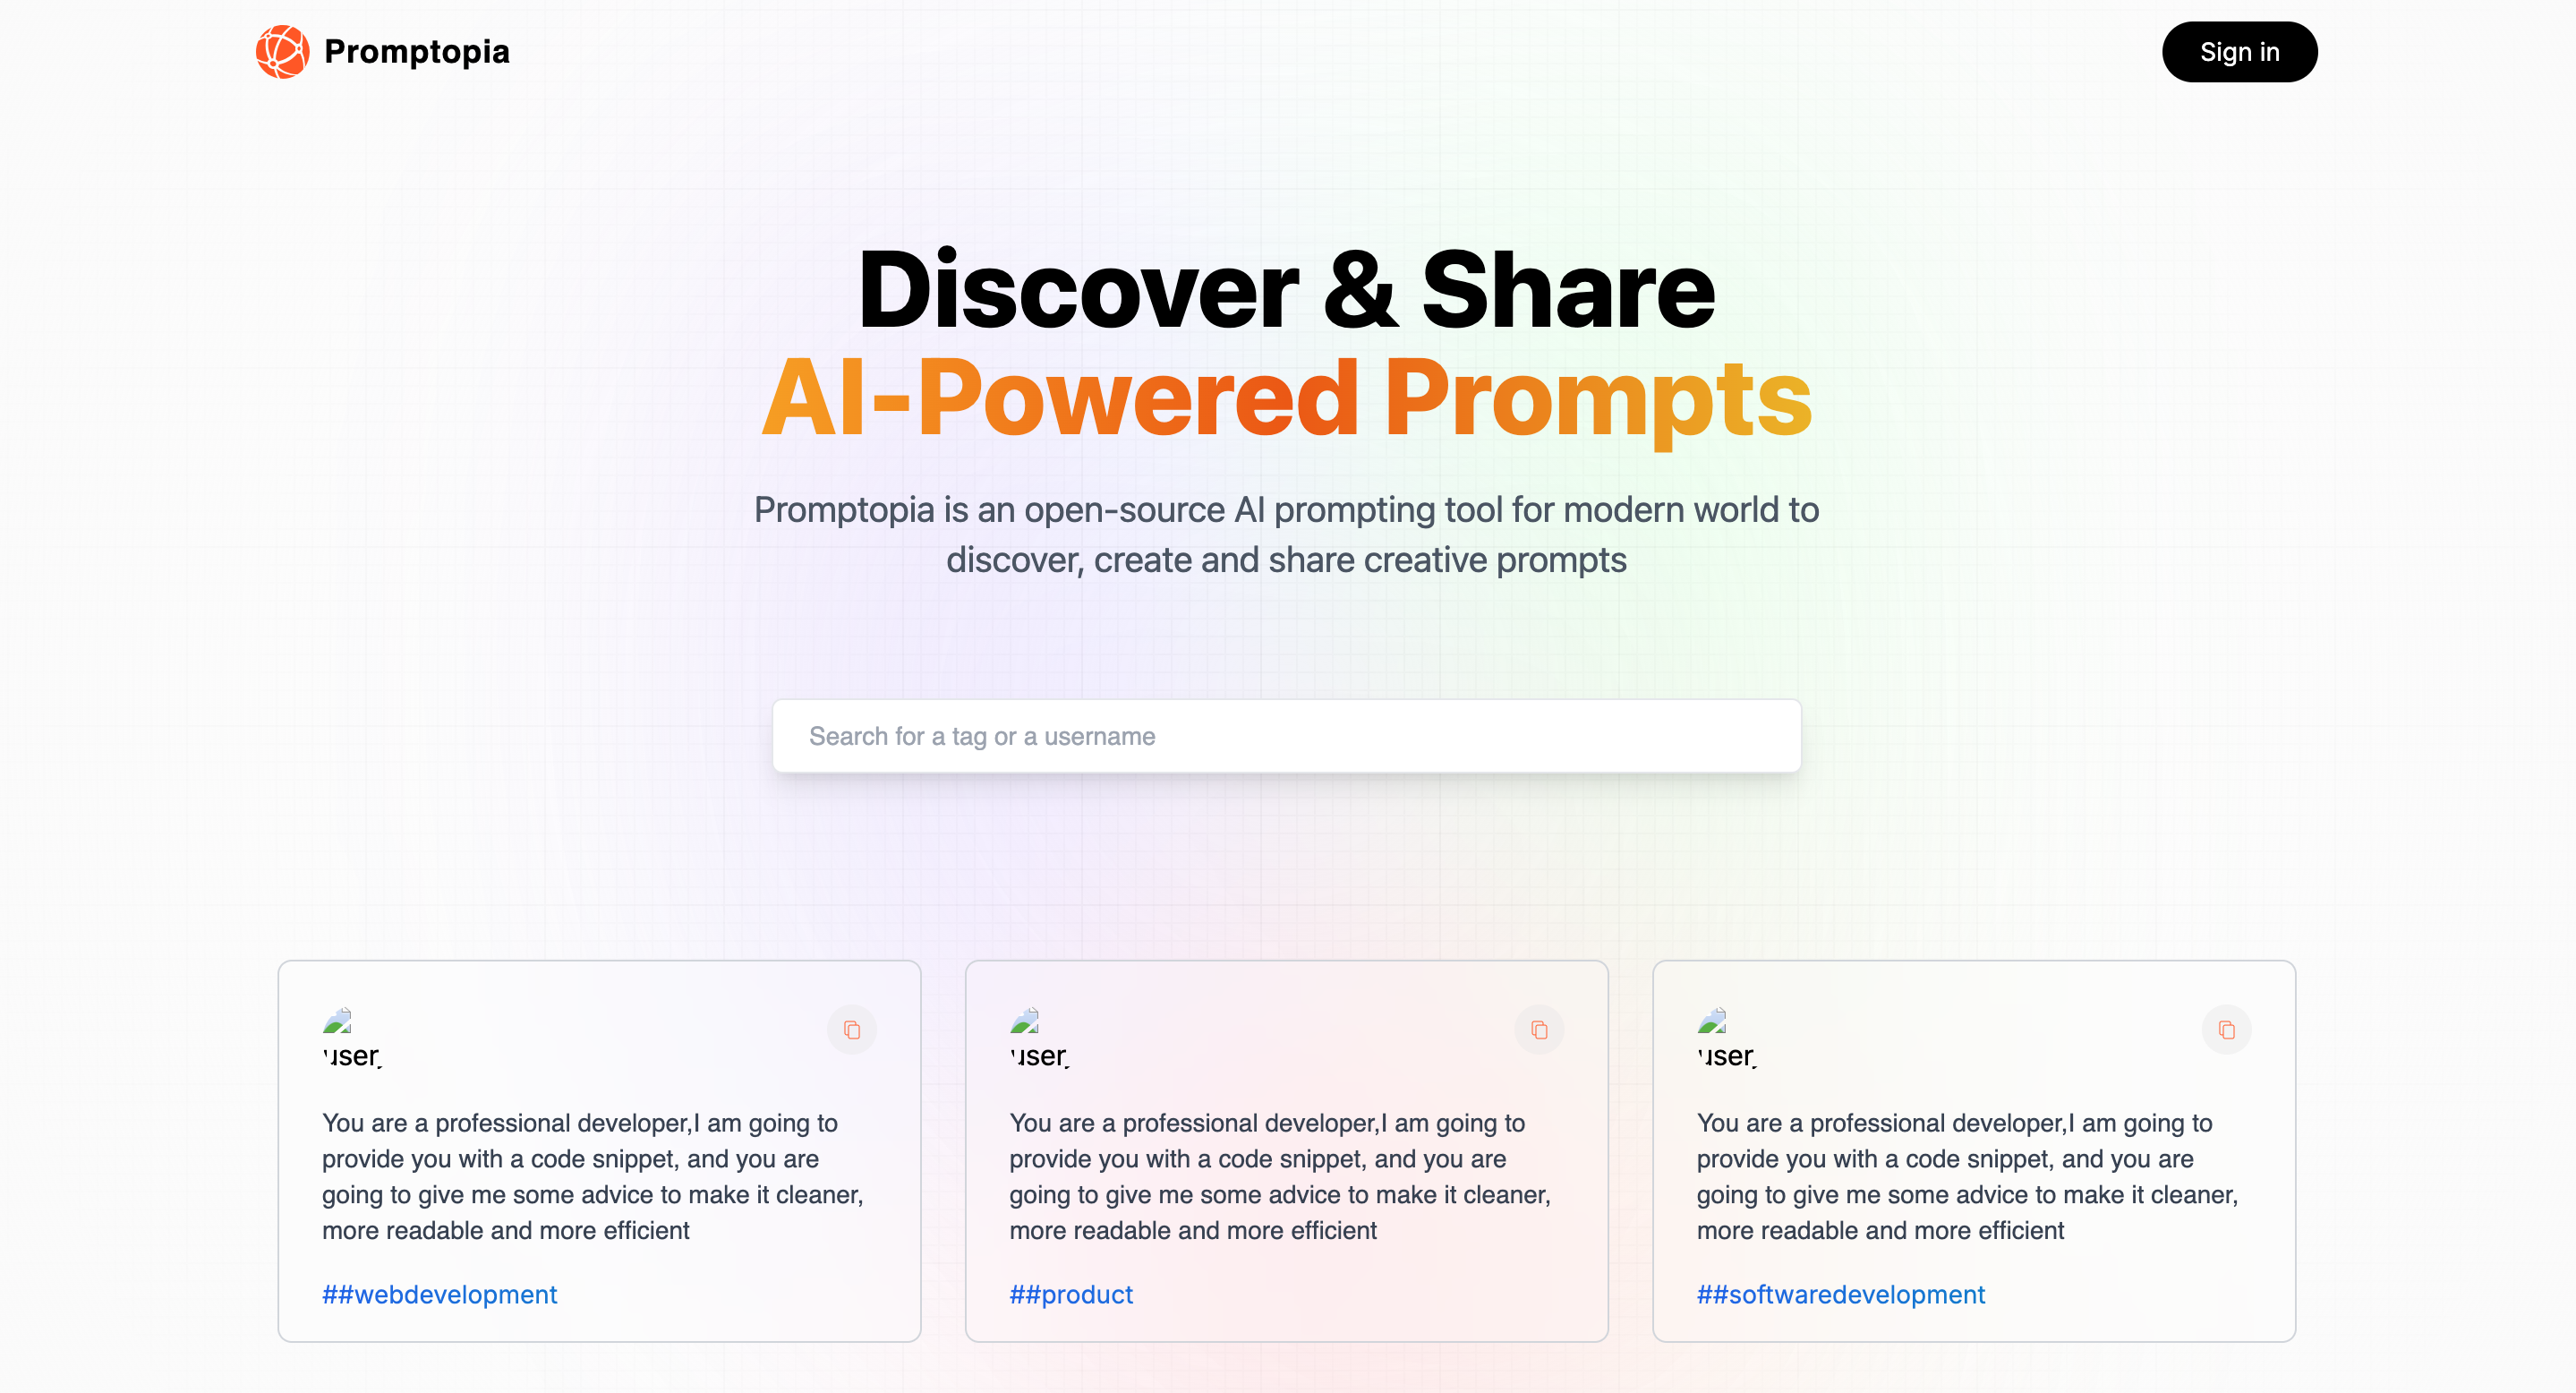 Promptopia
Sign in
Discover & Share
AI-Powered Prompts
Promptopia is an open-source AI prompting tool for modern world to
discover, create and share creative prompts
Search for a tag or a username
user
You are a professional developer,I am going to
provide you with a code snippet, and you are
going to give me some advice to make it cleaner,
more readable and more efficient
##webdevelopment
user
You are a professional developer,I am going to
provide you with a code snippet, and you are
going to give me some advice to make it cleaner,
more readable and more efficient
##product
user
You are a professional developer,I am going to
provide you with a code snippet, and you are
going to give me some advice to make it cleaner,
more readable and more efficient
##softwaredevelopment